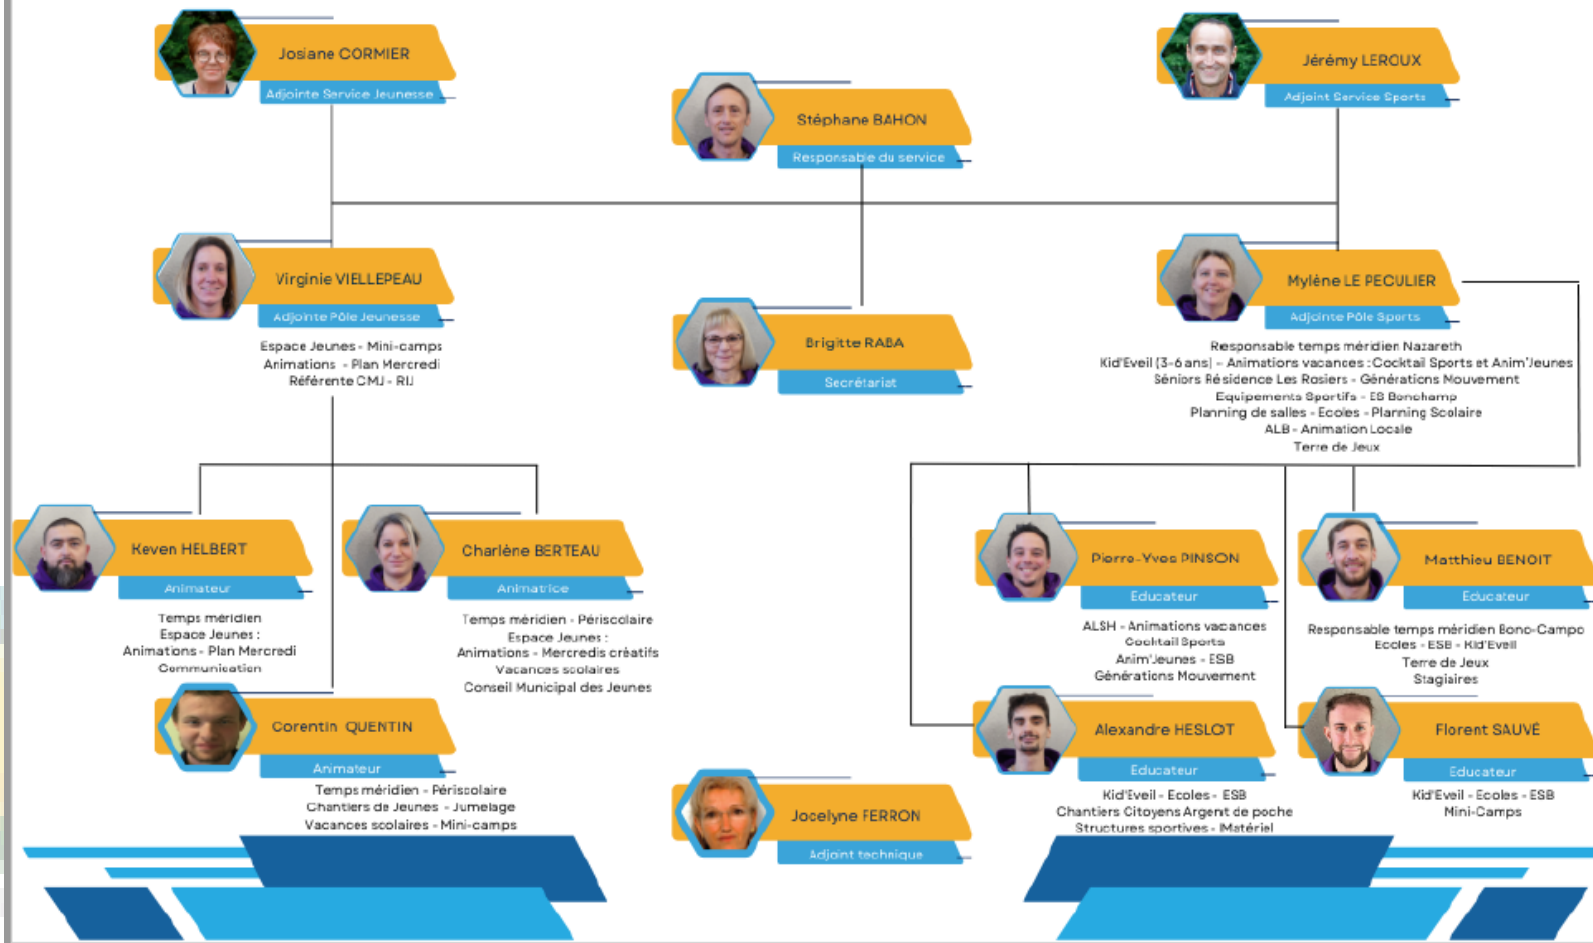 Josiane CORMIER
Adjointe Service Jeunesse
Jérémy LEROUX
Adjoint Service Sports
Stéphane BAHON
Responsable du service
Virginie VIELLEPEAU
Adjointe Pôle Jeunesse
Espace Jeunes - Mini-camps
Animations - Plan Mercredi
Référente CMJ - RIJ
Brigitte RABA
Secrétariat
Mylène LE PECULIER
Adjointe Pôle Sports
Responsable temps méridien Nazareth
Kid'Eveil (3-6 ans) - Animations vacances : Cocktail Sports et Anim'Jeunes
Séniors Résidence Les Rosiers - Générations Mouvement
Equipements Sportifs - ES Bonchamp
Planning de salles - Ecoles - Planning Scolaire
ALB - Animation Locale
Terre de Jeux
Keven HELBERT
Animateur
Temps méridien
Espace Jeunes :
Animations - Plan Mercredi
Communication
Charlène BERTEAU
Animatrice
Temps méridien - Périscolaire
Espace Jeunes :
Animations - Mercredis créatifs
Vacances scolaires
Conseil Municipal des Jeunes
Pierre-Yves PINSON
Educateur
ALSH - Animations vacances
Cocktail Sports
Anim'Jeunes - ESB
Générations Mouvement
Matthieu BENOIT
Educateur
Responsable temps méridien Bono-Campo
Ecoles - ESB - Kid'Eveil
Terre de Jeux
Stagiaires
Corentin QUENTIN
Animateur
Temps méridien - Périscolaire
Chantiers de Jeunes - Jumelage
Vacances scolaires - Mini-camps
Jocelyne FERRON
Adjoint technique
Alexandre HESLOT
Educateur
Kid'Eveil - Ecoles - ESB
Chantiers Citoyens Argent de poche
Structures sportives - Matériel
Florent SAUVÉ
Educateur
Kid'Eveil - Ecoles - ESB
Mini-Camps